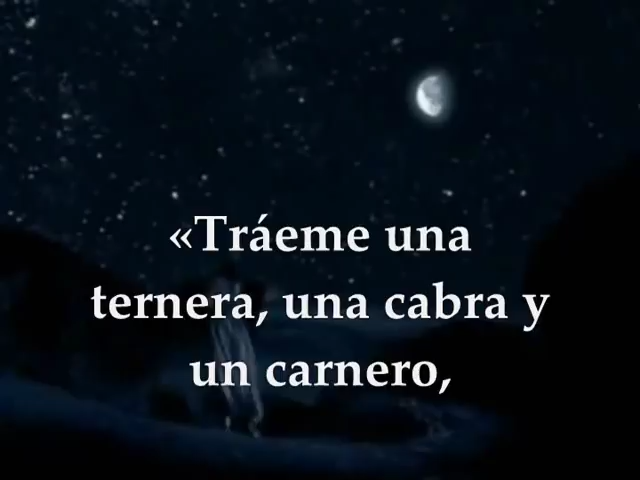 «Tráeme una
ternera, una cabra y
un carnero,